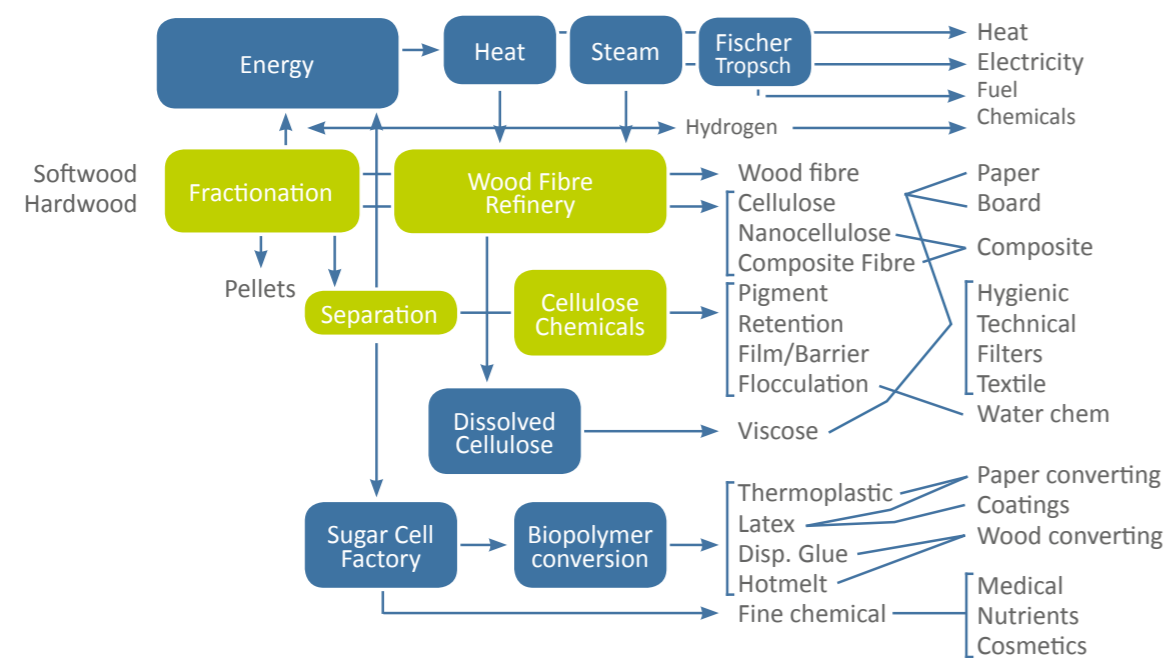 Energy
Heat
Steam
Fischer
Tropsch
Heat
Electricity
Fuel
Chemicals
Hydrogen
Softwood
Hardwood
Fractionation
Wood Fibre
Refinery
Wood fibre
Cellulose
Nanocellulose
Composite Fibre
Paper
Board
Composite
Pellets
Separation
Cellulose
Chemicals
Pigment
Retention
Film/Barrier
Flocculation
Hygienic
Technical
Filters
Textile
Water chem
Dissolved
Cellulose
Viscose
Sugar Cell
Factory
Biopolymer
conversion
Thermoplastic
Latex
Disp. Glue
Hotmelt
Paper converting
Coatings
Wood converting
Fine chemical
Medical
Nutrients
Cosmetics